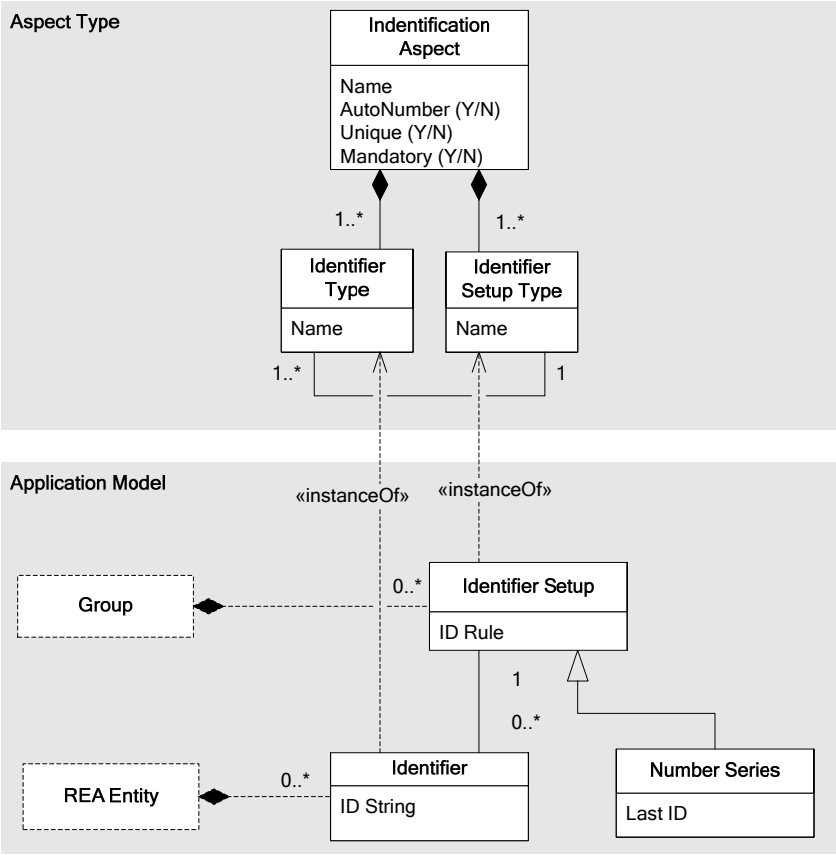 Aspect Type
Indentification
Aspect
Name
AutoNumber (Y/N)
Unique (Y/N)
Mandatory (Y/N)
1..*
1..*
Identifier
Type
Name
Identifier
Setup Type
Name
1..*
1
Application Model
«instanceOf»
«instanceOf»
Group
0..*
Identifier Setup
ID Rule
1
0..*
REA Entity
0..*
Identifier
ID String
Number Series
Last ID